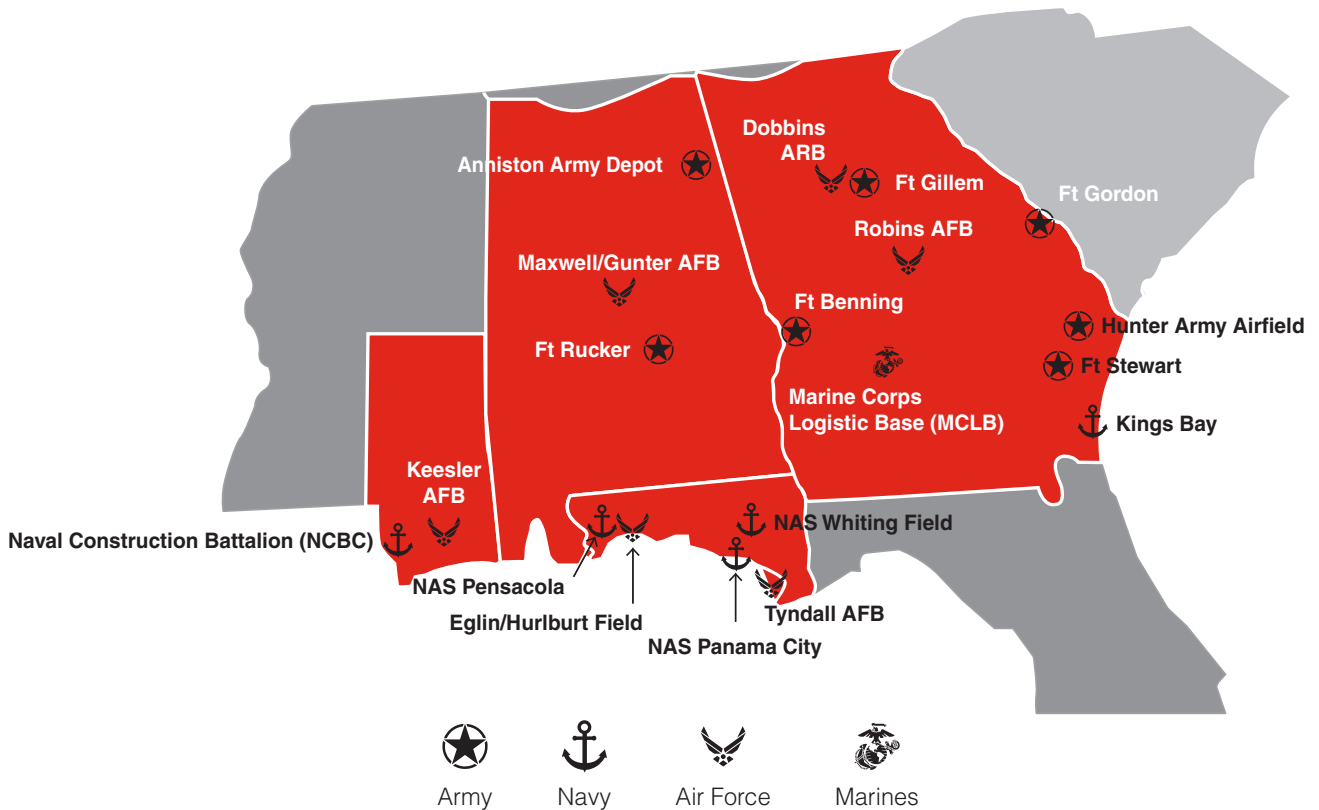 Dobbins
ARB
Anniston Army Depot
Ft Gillem
Ft Gordon
Robins AFB
Maxwell/Gunter AFB
Ft Benning
Hunter Army Airfield
Ft Rucker
Ft Stewart
Marine Corps
Logistic Base (MCLB)
Kings Bay
Keesler
AFB
NAS Whiting Field
Naval Construction Battalion (NCBC)
NAS Pensacola
Tyndall AFB
Eglin/Hurlburt Field
NAS Panama City
Army
Navy
Air Force
Marines